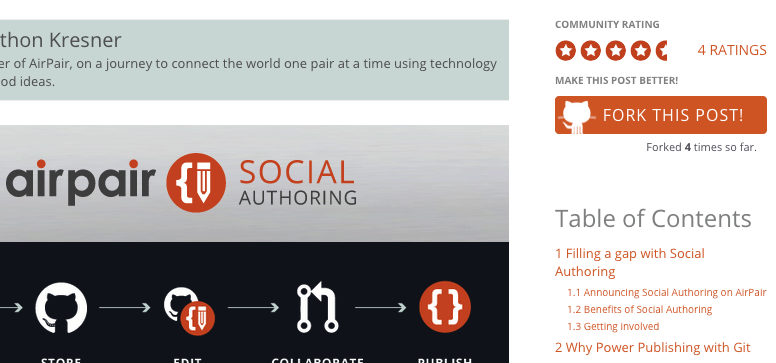 thon Kresner
er of AirPair, on a journey to connect the world one pair at a time using technology
od ideas.
airpair
SOCIAL
AUTHORING
STORE
EDIT
COLLABORATE
PUBLISH
COMMUNITY RATING
4 RATINGS
MAKE THIS POST BETTER!
FORK THIS POST!
Forked 4 times so far.
Table of Contents
1 Filling a gap with Social
Authoring
1.1 Announcing Social Authoring on AirPair
1.2 Benefits of Social Authoring
1.3 Getting involved
2 Why Power Publishing with Git